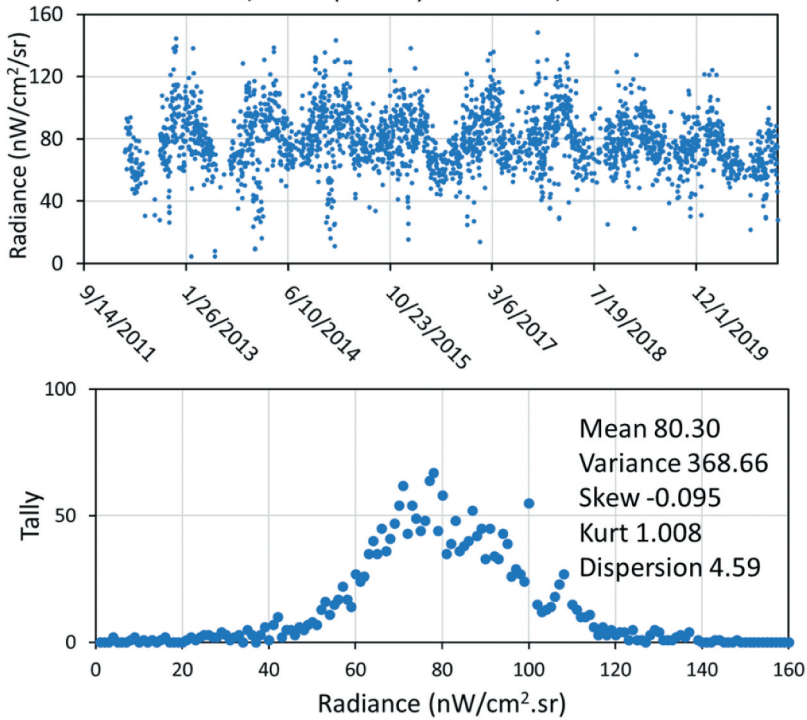 160
120
80
40
0
Radiance (nW/cm²/sr)
9/14/2011
1/26/2013
6/10/2014
10/23/2015
3/6/2017
7/19/2018
12/1/2019
100
50
0
Tally
Mean 80.30
Variance 368.66
Skew -0.095
Kurt 1.008
Dispersion 4.59
0 20 40 60 80 100 120 140 160
Radiance (nW/cm².sr)